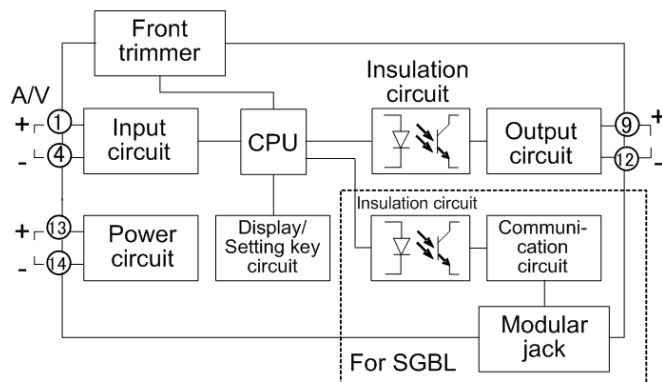 Front
trimmer
A/V
Insulation
circuit
+
1
-
4
Input
circuit
CPU
Output
circuit
9
+
12
-
+
13
-
14
Power
circuit
Display/
Setting key
circuit
Insulation circuit
Communi-
cation
circuit
Modular
jack
For SGBL